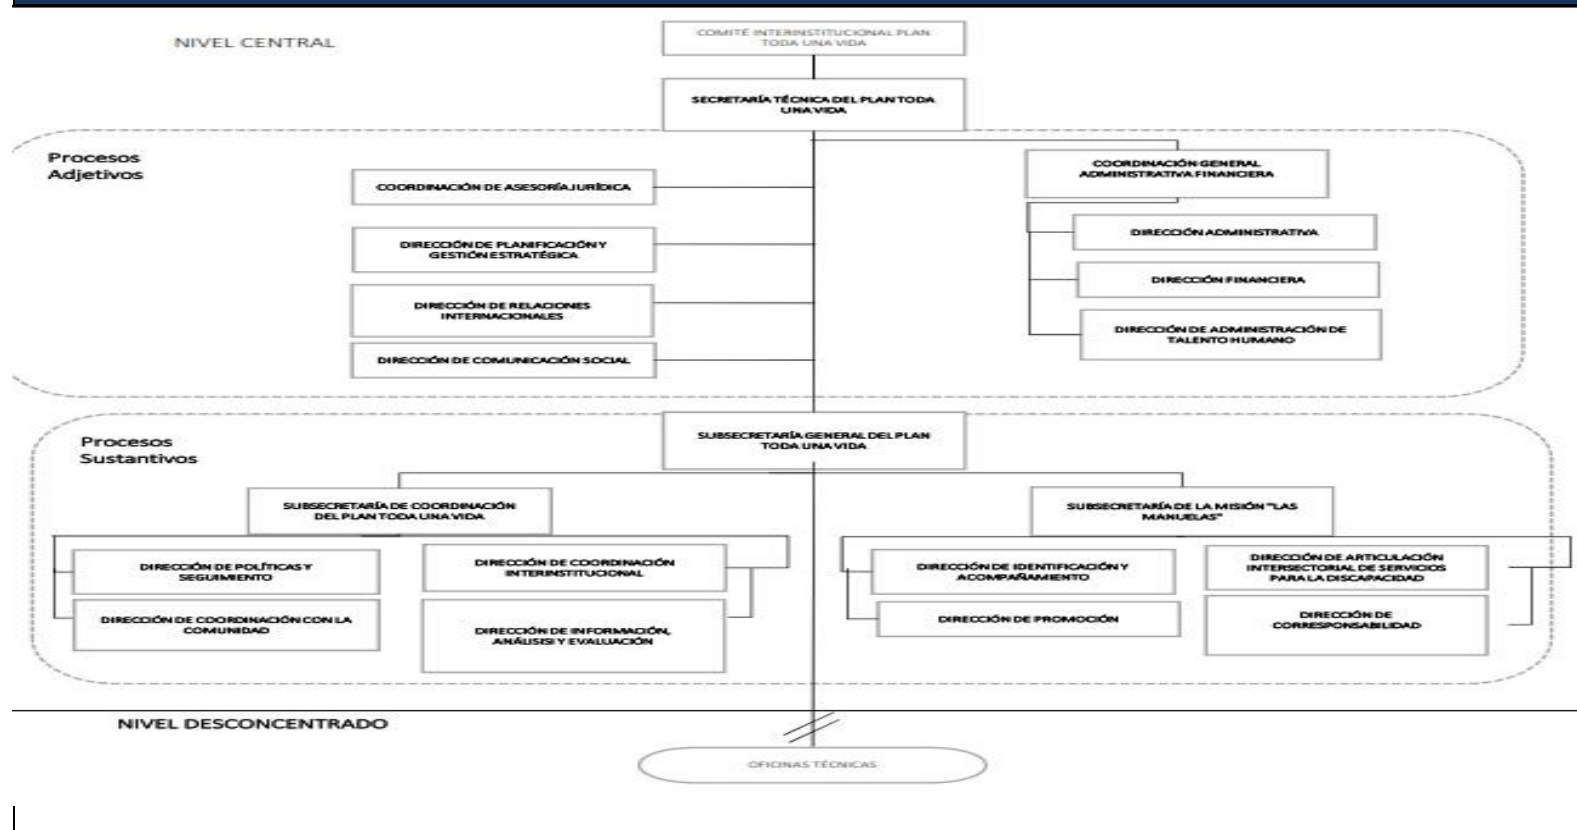 NIVEL CENTRAL
COMITÉ INTERINSTITUCIONAL PLAN
TODA UNA VIDA
SECRETARÍA TÉCNICA DEL PLAN TODA
UNA VIDA
Procesos
Adjetivos
COORDINACIÓN DE ASESORÍA JURÍDICA
DIRECCIÓN DE PLANIFICACIÓN Y
GESTIÓN ESTRATÉGICA
DIRECCIÓN DE RELACIONES
INTERNACIONALES
DIRECCIÓN DE COMUNICACIÓN SOCIAL
COORDINACIÓN GENERAL
ADMINISTRATIVA FINANCIERA
DIRECCIÓN ADMINISTRATIVA
DIRECCIÓN FINANCIERA
DIRECCIÓN DE ADMINISTRACIÓN DE
TALENTO HUMANO
Procesos
Sustantivos
SUBSECRETARÍA GENERAL DEL PLAN
TODA UNA VIDA
SUBSECRETARÍA DE COORDINACIÓN
DEL PLAN TODA UNA VIDA
DIRECCIÓN DE POLÍTICAS Y
SEGUIMIENTO
DIRECCIÓN DE COORDINACIÓN
INTERINSTITUCIONAL
DIRECCIÓN DE COORDINACIÓN CON LA
COMUNIDAD
DIRECCIÓN DE INFORMACIÓN,
ANÁLISISI Y EVALUACIÓN
SUBSECRETARÍA DE LA MISIÓN "LAS
MANUELAS"
DIRECCIÓN DE IDENTIFICACIÓN Y
ACOMPAÑAMIENTO
DIRECCIÓN DE ARTICULACIÓN
INTERSECTORIAL DE SERVICIOS
PARA LA DISCAPACIDAD
DIRECCIÓN DE PROMOCIÓN
DIRECCIÓN DE
CORRESPONSABILIDAD
NIVEL DESCONCENTRADO
OFICINAS TÉCNICAS